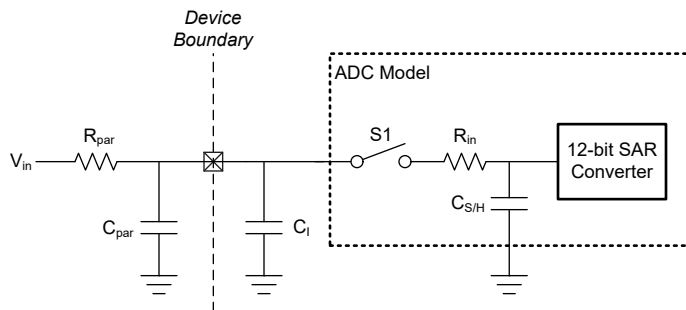 Device
Boundary
ADC Model
Rpar
S1
Rin
Vin
12-bit SAR
Converter
Cpar
CI
CS/H